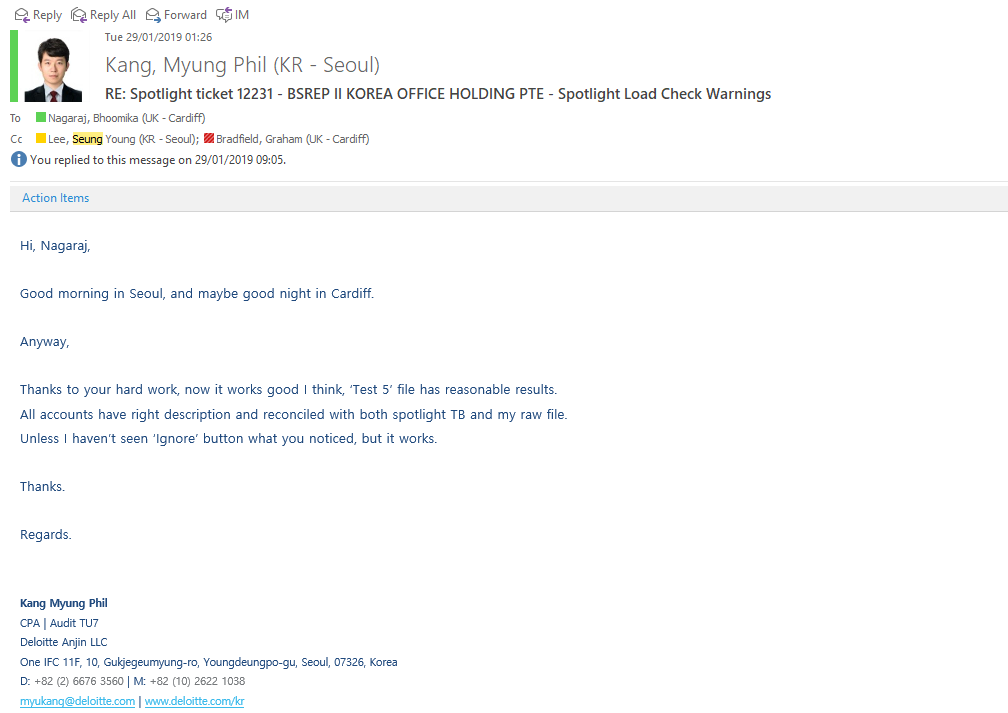 Reply Reply All Forward IM
Tue 29/01/2019 01:26
Kang, Myung Phil (KR - Seoul)
RE: Spotlight ticket 12231 - BSREP II KOREA OFFICE HOLDING PTE - Spotlight Load Check Warnings
To Nagaraj, Bhoomika (UK - Cardiff)
Cc Lee, Seung Young (KR - Seoul); Bradfield, Graham (UK - Cardiff)
You replied to this message on 29/01/2019 09:05.
Action Items
Hi, Nagaraj,
Good morning in Seoul, and maybe good night in Cardiff.
Anyway,
Thanks to your hard work, now it works good I think, ‘Test 5’ file has reasonable results.
All accounts have right description and reconciled with both spotlight TB and my raw file.
Unless I haven’t seen ‘Ignore’ button what you noticed, but it works.
Thanks.
Regards.
Kang Myung Phil
CPA | Audit TU7
Deloitte Anjin LLC
One IFC 11F, 10, Gukjegeumyung-ro, Youngdeungpo-gu, Seoul, 07326, Korea
D: +82 (2) 6676 3560 | M: +82 (10) 2622 1038
myukang@deloitte.com | www.deloitte.com/kr